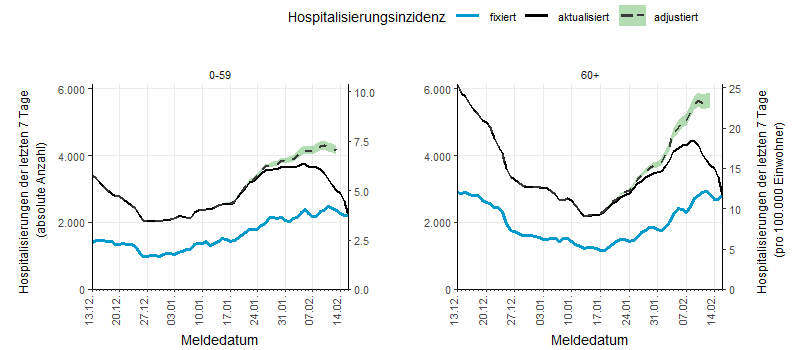 Hospitalisierungsinzidenz fixiert aktualisiert adjustiert
0-59
60+
Hospitalisierungen der letzten 7 Tage
(absolute Anzahl)
6.000
4.000
2.000
0
10.0
7.5
5.0
2.5
0.0
13.12. 20.12. 27.12. 03.01. 10.01. 17.01. 24.01. 31.01. 07.02. 14.02.
Meldedatum
6.000
4.000
2.000
0
25
20
15
10
5
0
13.12. 20.12. 27.12. 03.01. 10.01. 17.01. 24.01. 31.01. 07.02. 14.02.
Meldedatum
Hospitalisierungen der letzten 7 Tage
(pro 100.000 Einwohner)